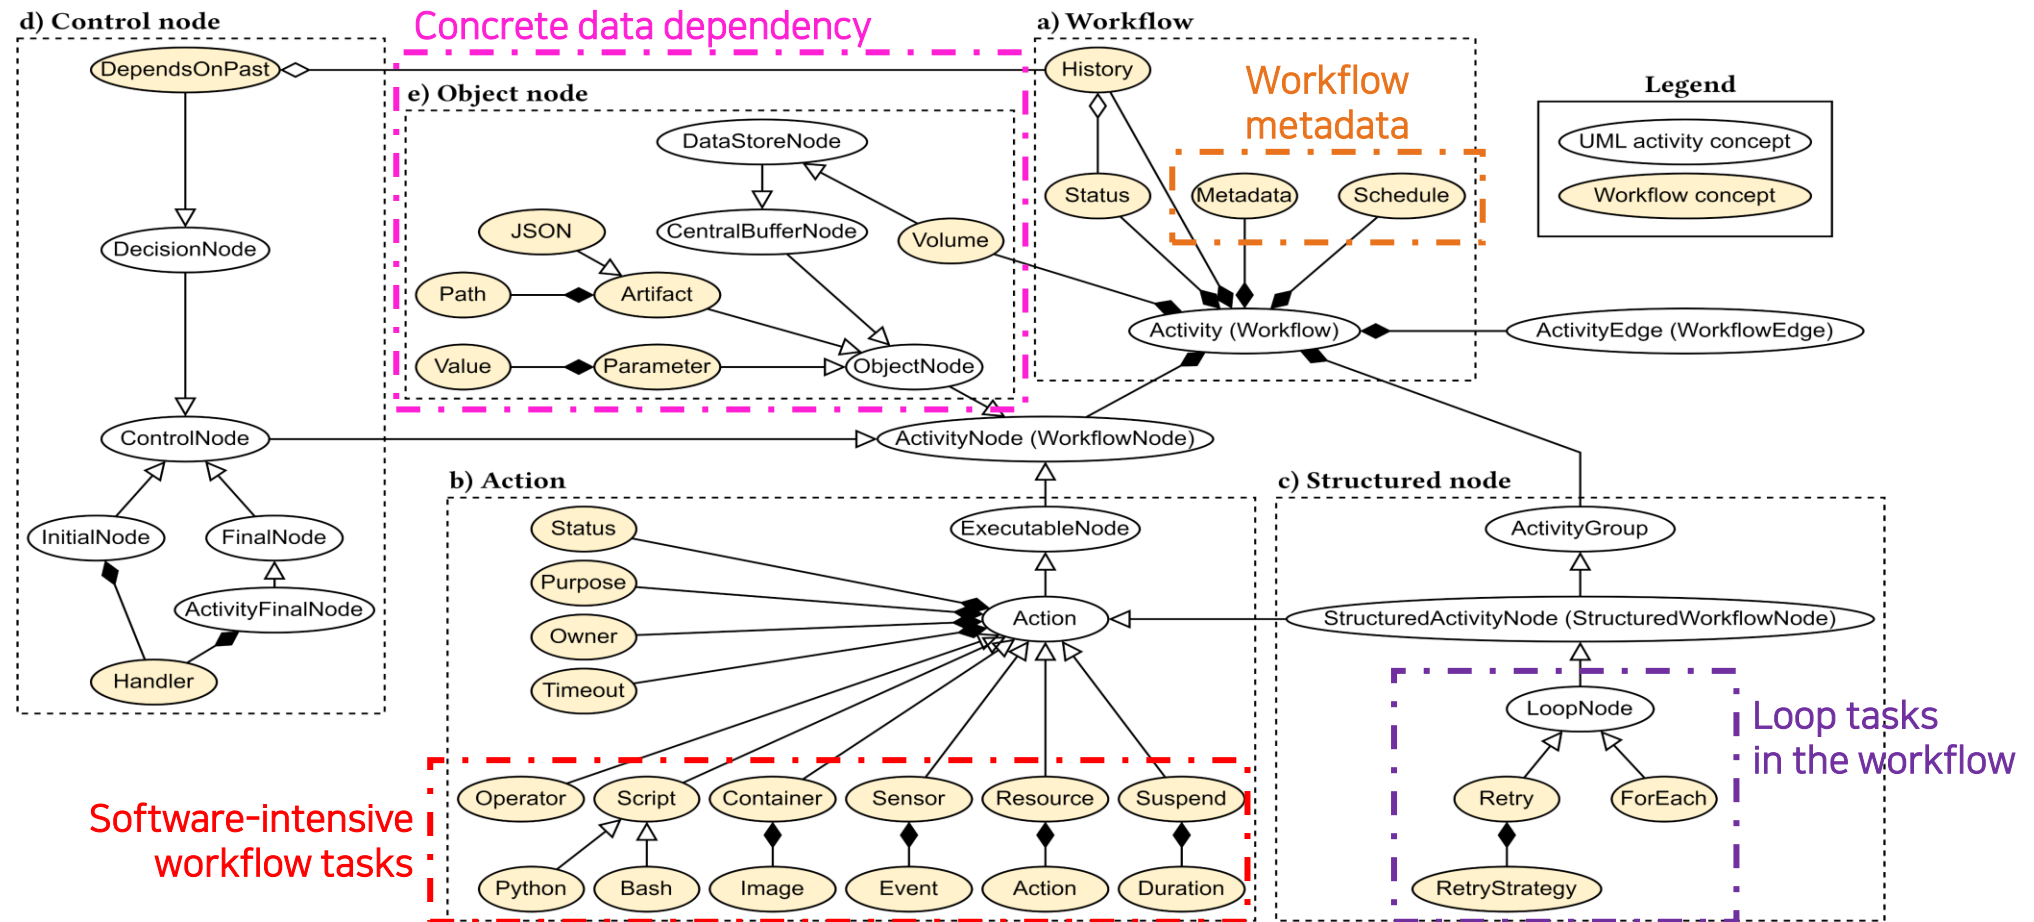 d) Control node
DependsOnPast
DecisionNode
ControlNode
InitialNode
FinalNode
ActivityFinalNode
Handler
Concrete data dependency
e) Object node
DataStoreNode
JSON
CentralBufferNode
Volume
Path
Artifact
Value
Parameter
ObjectNode
a) Workflow
History
Workflow
metadata
Status
Metadata
Schedule
Activity (Workflow)
ActivityEdge (WorkflowEdge)
Legend
UML activity concept
Workflow concept
ActivityNode (WorkflowNode)
b) Action
Status
ExecutableNode
Purpose
Action
Owner
Timeout
Operator
Script
Container
Sensor
Resource
Suspend
Python
Bash
Image
Event
Action
Duration
Software-intensive
workflow tasks
c) Structured node
ActivityGroup
StructuredActivityNode (StructuredWorkflowNode)
LoopNode
Retry
ForEach
RetryStrategy
Loop tasks
in the workflow